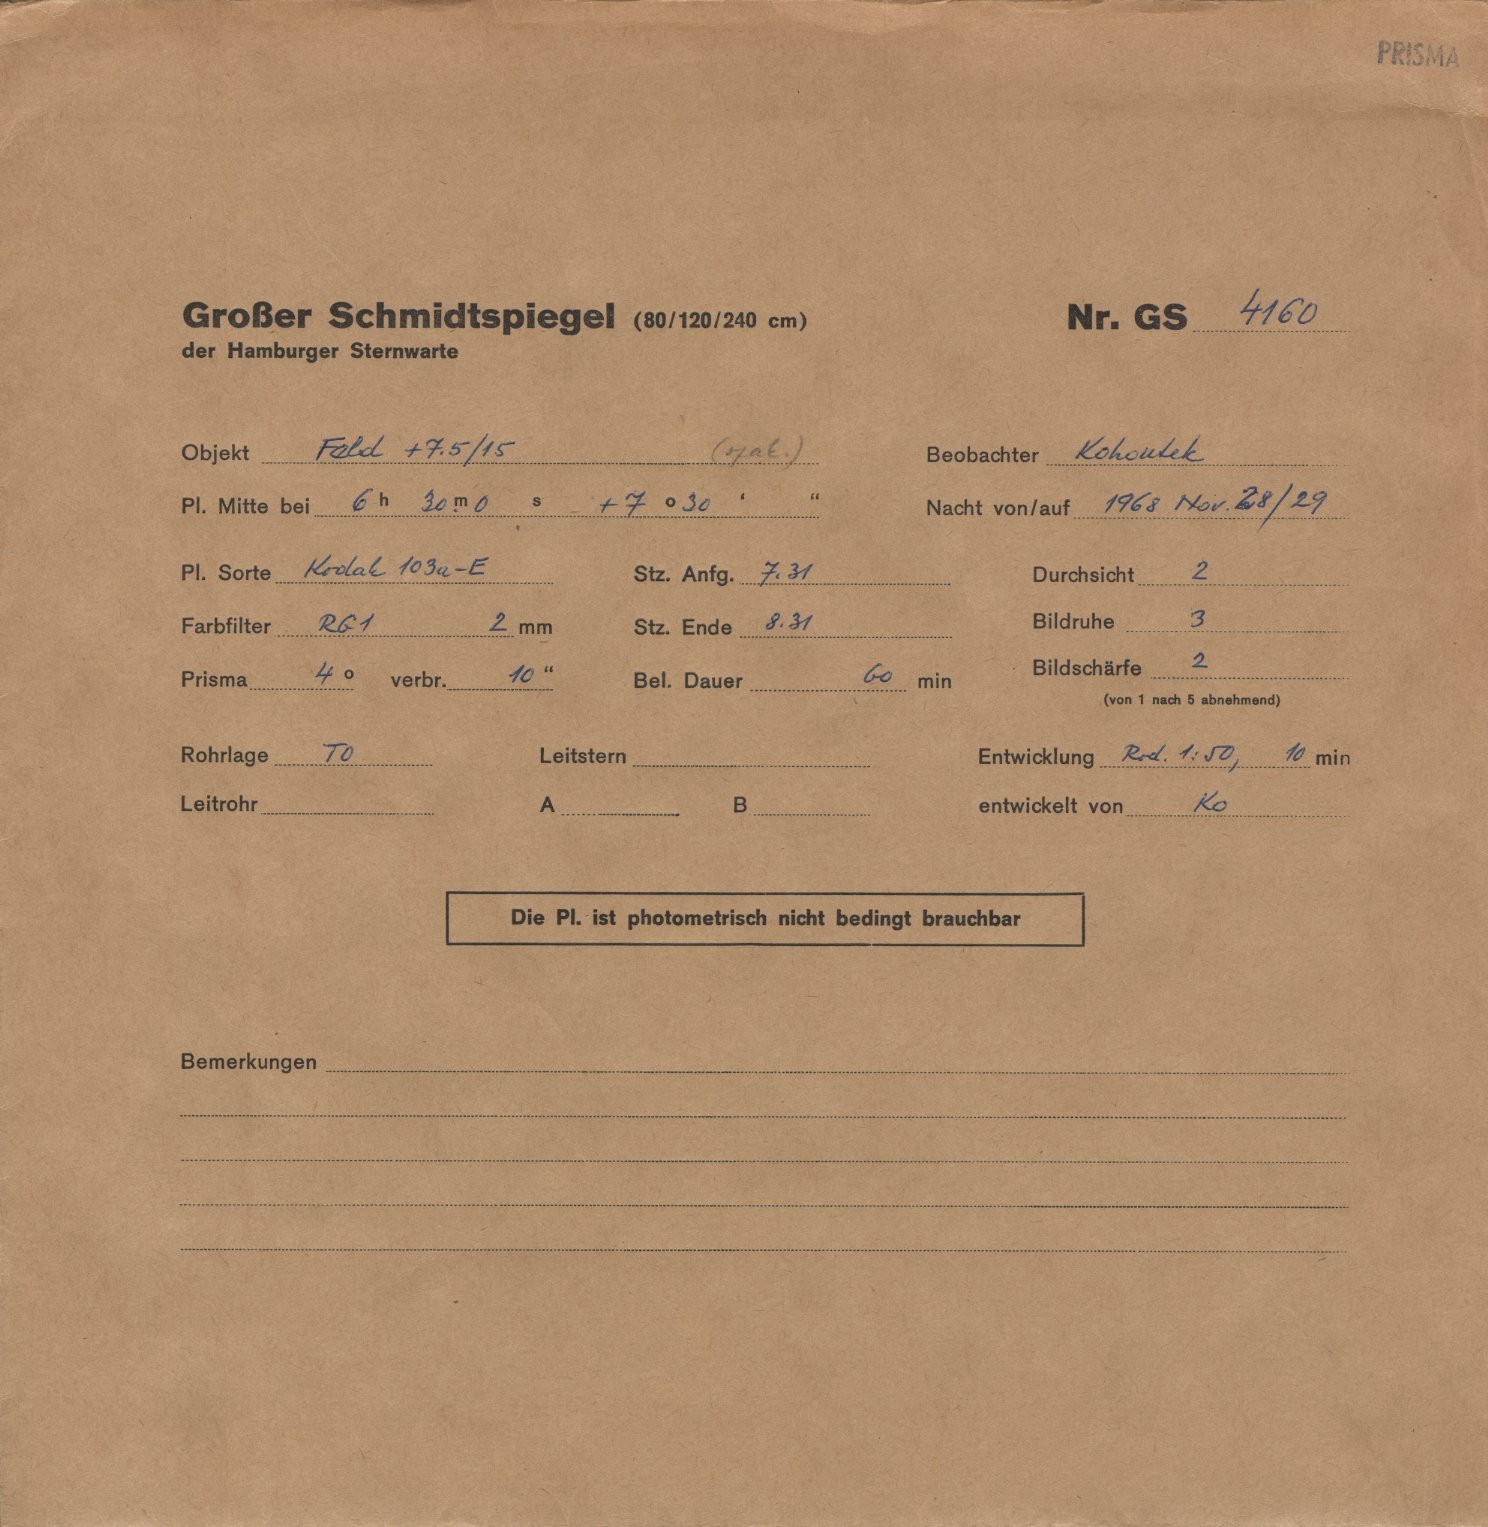 PRISMA
Großer Schmidtspiegel (80/120/240 cm) Nr. GS 4160
der Hamburger Sternwarte
Objekt Feld +7.5/15 Beobachter Kohoutek
Pl. Mitte bei 6 h 30 m 0 s +7 o 30 ‘ “ Nacht von/auf 1968 Nov. 28/29
Pl. Sorte Kodak 103a-E Stz. Anfg. 7.31 Durchsicht 2
Farbfilter RG1 2 mm Stz. Ende 8.31 Bildruhe 3
Prisma 4 o verbr. 10 “ Bel. Dauer 60 min Bildschärfe 2
(von 1 nach 5 abnehmend)
Rohrlage TO Leitstern Entwicklung Rod. 1:50, 10 min
Leitrohr A B entwickelt von Ko
Die Pl. ist photometrisch nicht bedingt brauchbar
Bemerkungen